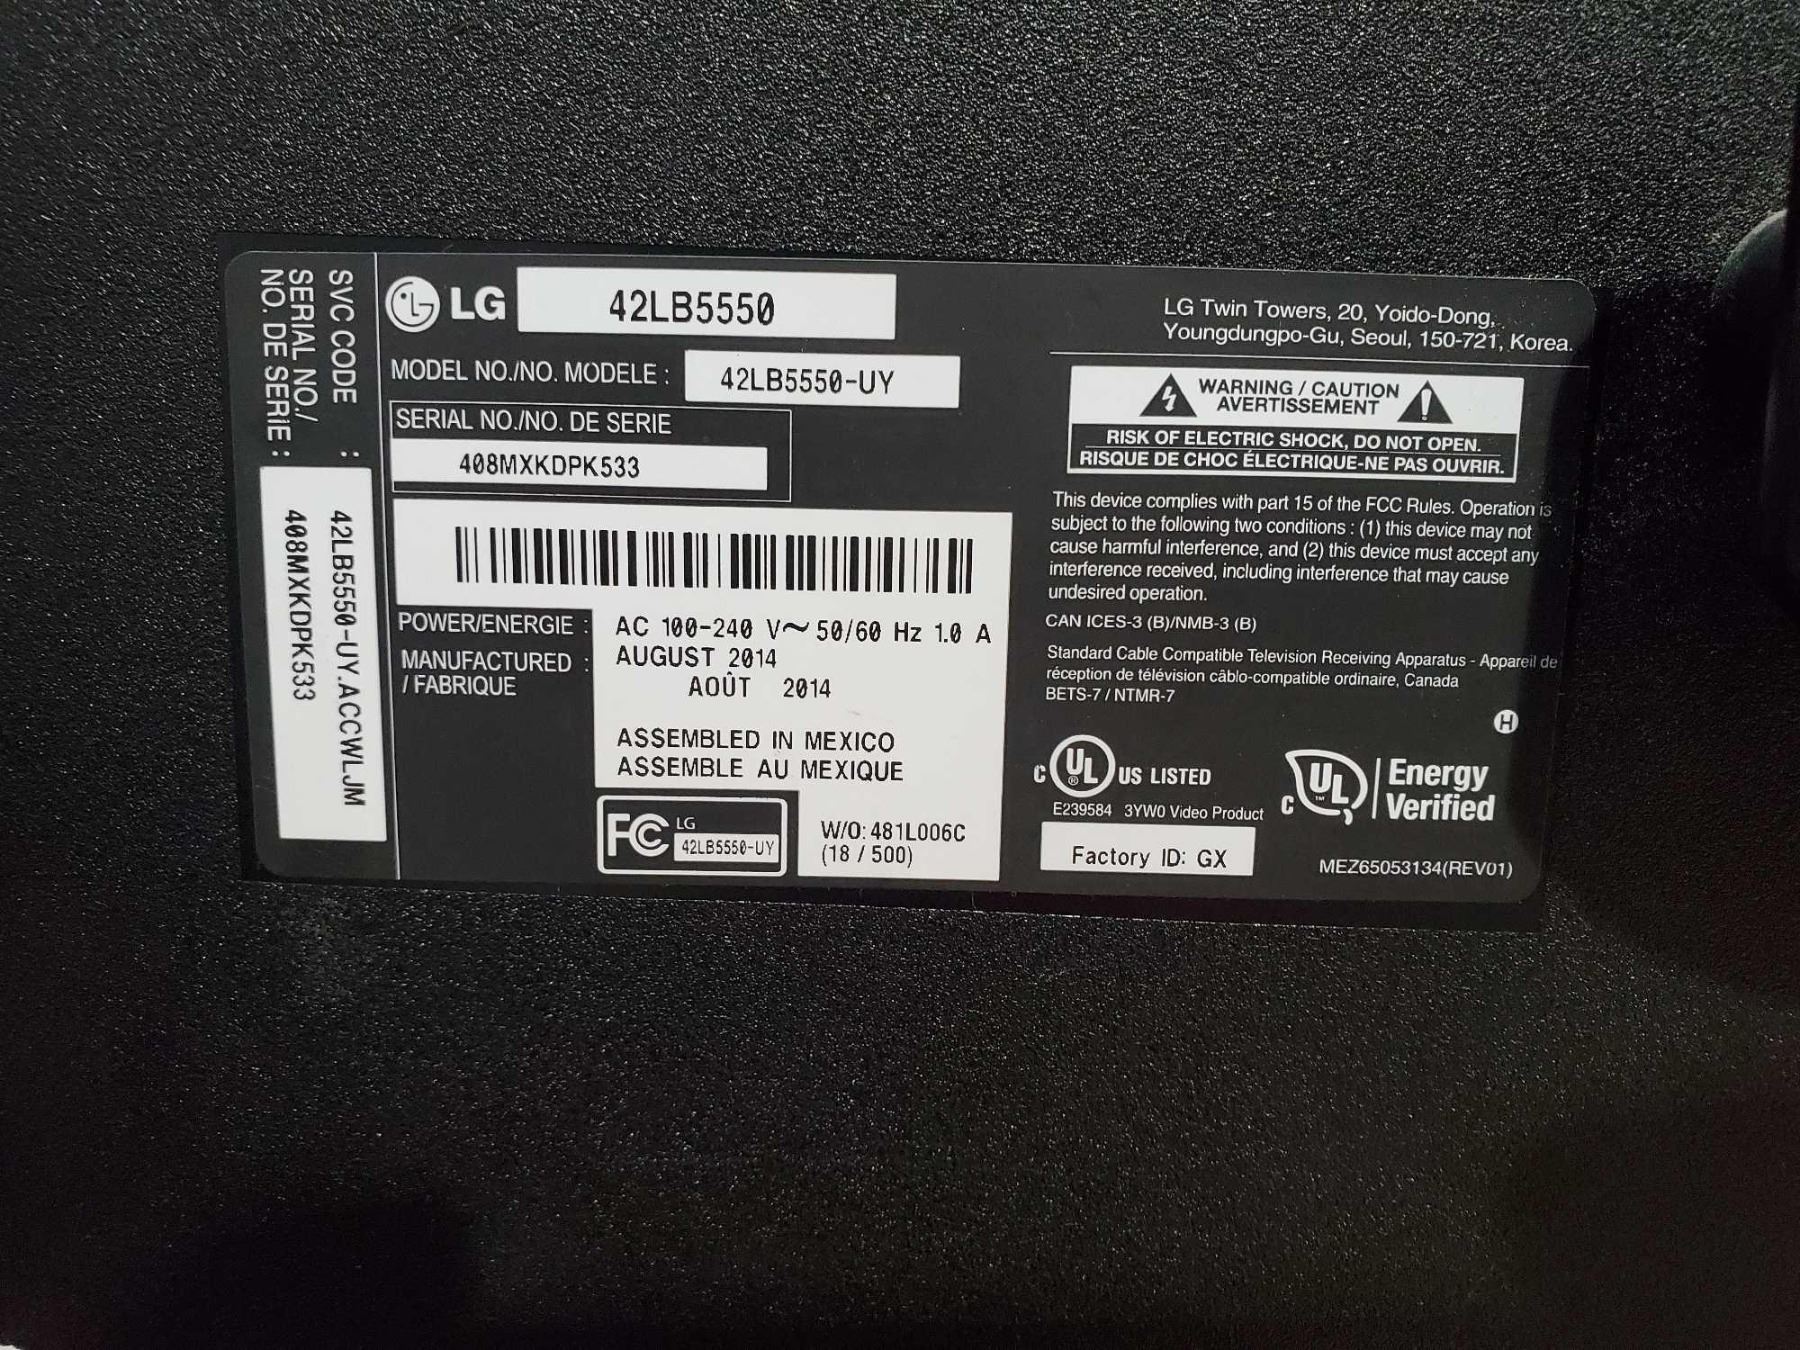 SVC CODE : 42LB5550-UY.ACCWLJM
SERIAL NO./
NO. DE SERIE : 408MXKDPK533
LG 42LB5550
MODEL NO./NO. MODELE : 42LB5550-UY
SERIAL NO./NO. DE SERIE
408MXKDPK533
POWER/ENERGIE : AC 100-240 V~ 50/60 Hz 1.0 A
MANUFACTURED : AUGUST 2014
/ FABRIQUE AOÛT 2014
ASSEMBLED IN MEXICO
ASSEMBLE AU MEXIQUE
FC LG
42LB5550-UY
W/O: 481L006C
(18 / 500)
LG Twin Towers, 20, Yoido-Dong,
Youngdungpo-Gu, Seoul, 150-721, Korea.
WARNING / CAUTION
AVERTISSEMENT
RISK OF ELECTRIC SHOCK, DO NOT OPEN.
RISQUE DE CHOC ÉLECTRIQUE-NE PAS OUVRIR.
This device complies with part 15 of the FCC Rules. Operation is
subject to the following two conditions : (1) this device may not
cause harmful interference, and (2) this device must accept any
interference received, including interference that may cause
undesired operation.
CAN ICES-3 (B)/NMB-3 (B)
Standard Cable Compatible Television Receiving Apparatus - Appareil de
réception de télévision câblo-compatible ordinaire, Canada
BETS-7 / NTMR-7
H
C UL ® US LISTED
E239584 3YW0 Video Product
C UL ™ Energy
Verified
Factory ID: GX
MEZ65053134(REV01)